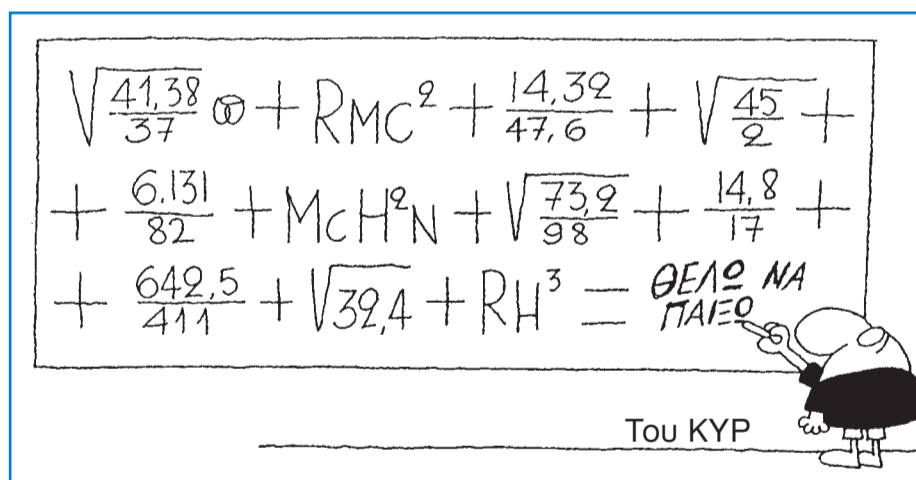 √41,38/37 ⊕ + RMC² + 14,32/47,6 + √45/2 +
+ 6.131/82 + MCH²N + √73,2/98 + 14,8/17 +
+ 642,5/411 + √32,4 + RH³ = ΘΕΛΩ ΝΑ
ΠΑΙΞΩ
Του ΚΥΡ